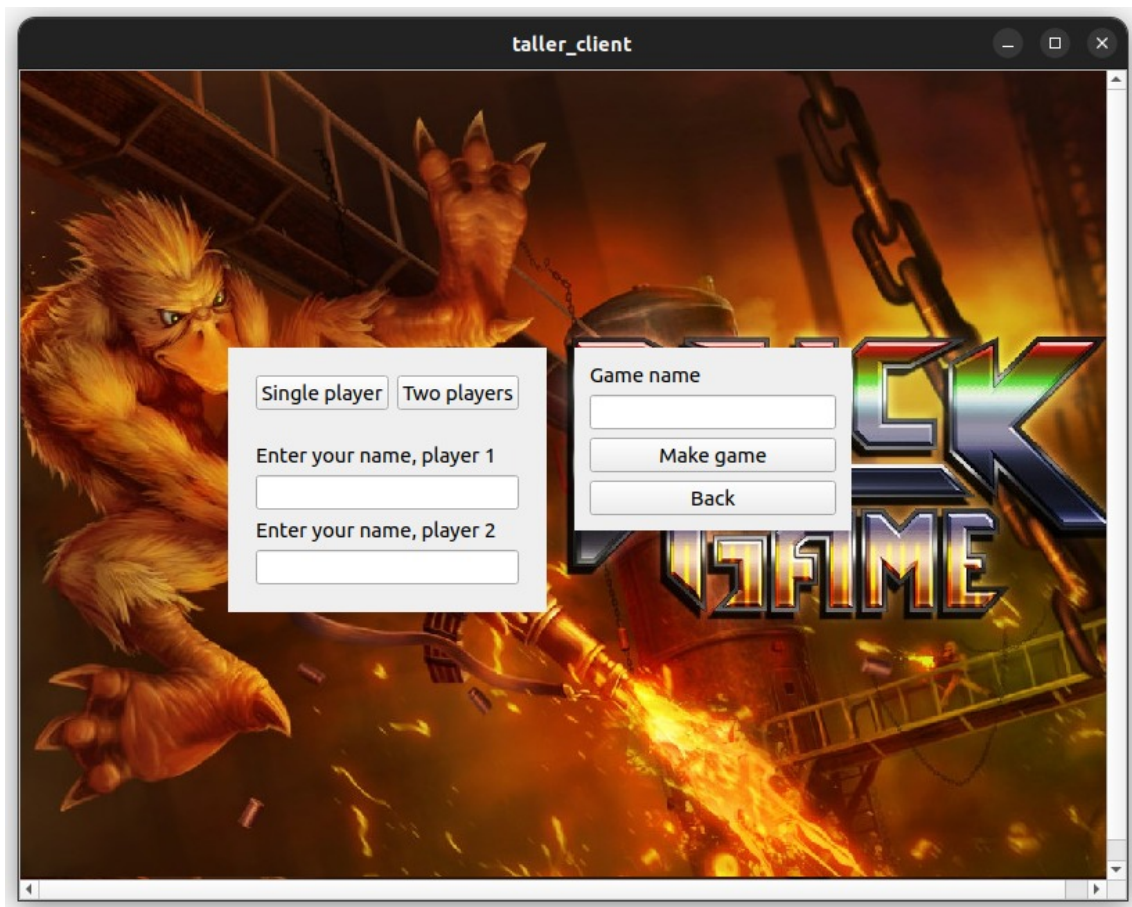 taller_client
Single player Two players
Enter your name, player 1
Enter your name, player 2
Game name
Make game
Back
GAME